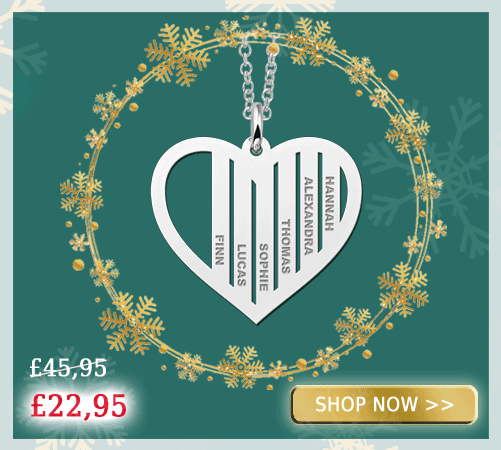 FINN
LUCAS
SOPHIE
THOMAS
ALEXANDRA
HANNAH
£45,95
£22,95
SHOP NOW >>